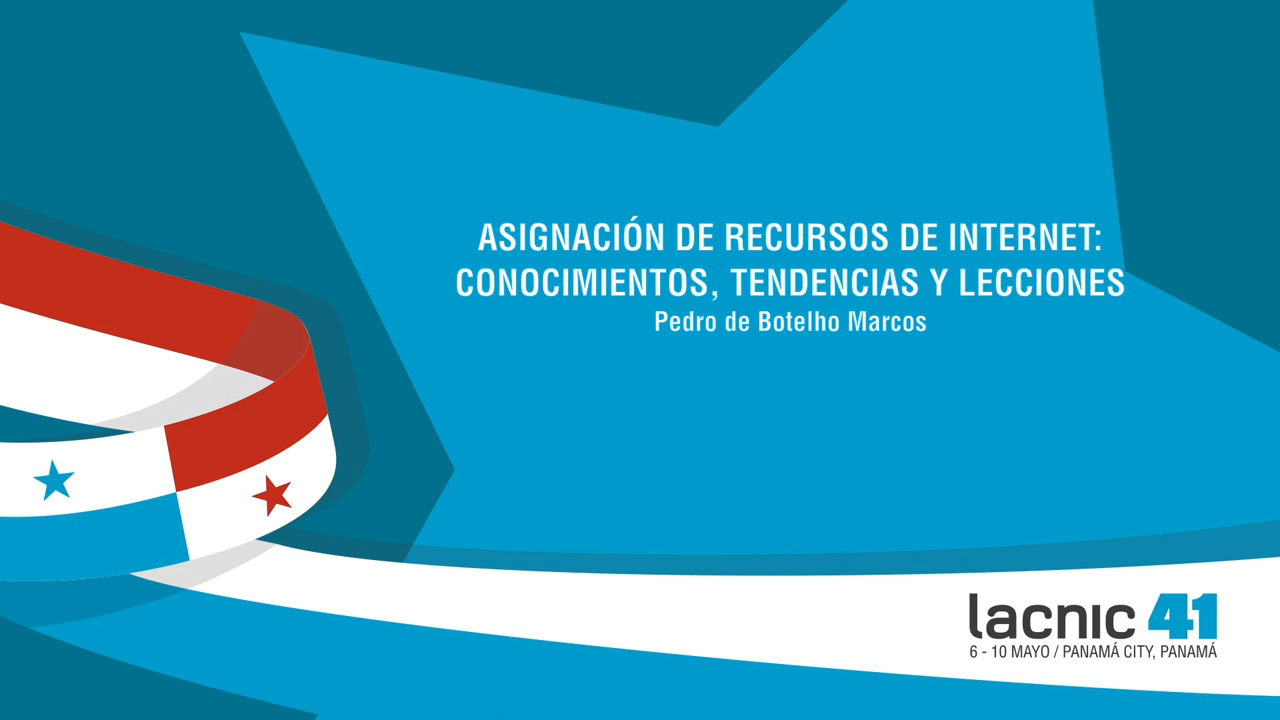 ASIGNACIÓN DE RECURSOS DE INTERNET:
CONOCIMIENTOS, TENDENCIAS Y LECCIONES
Pedro de Botelho Marcos
lacnic 41
6 - 10 MAYO / PANAMÁ CITY, PANAMÁ